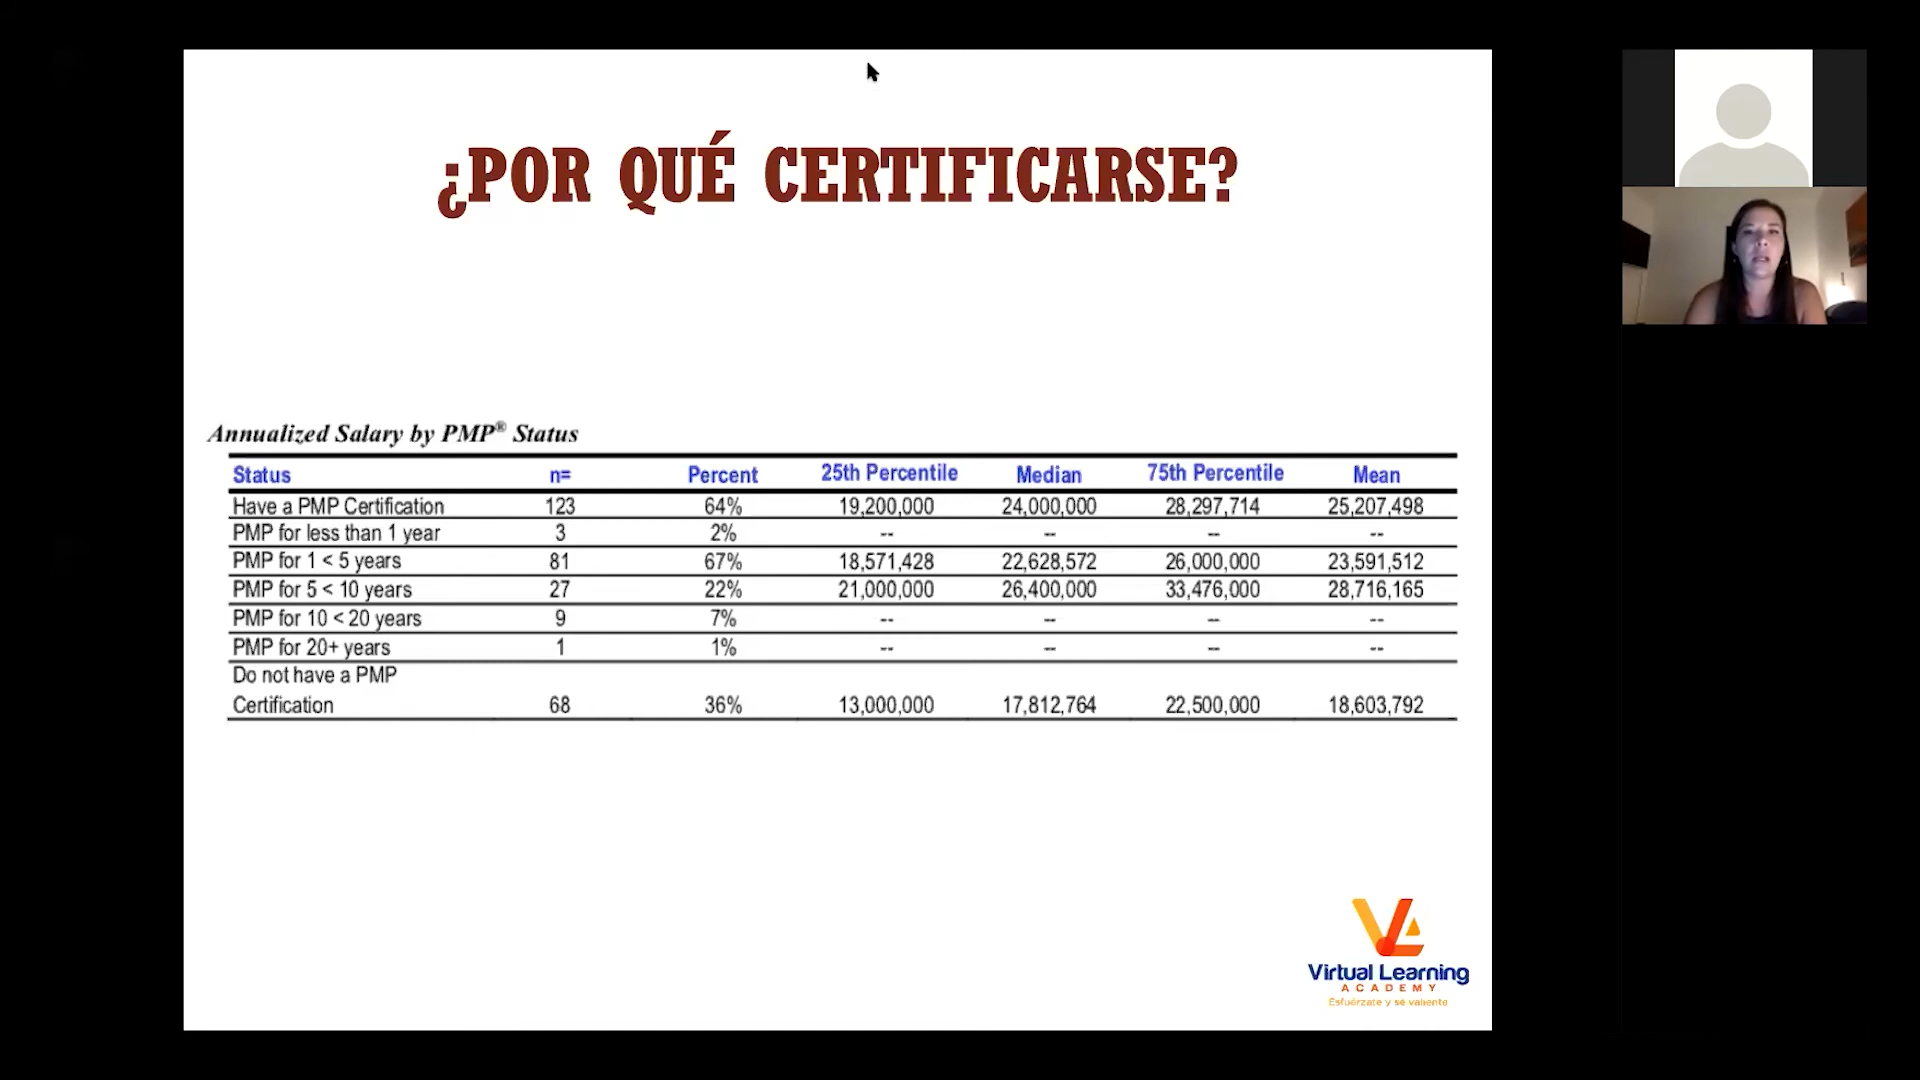 ¿POR QUÉ CERTIFICARSE?
Annualized Salary by PMP® Status
Status n= Percent 25th Percentile Median 75th Percentile Mean
Have a PMP Certification 123 64% 19,200,000 24,000,000 28,297,714 25,207,498
PMP for less than 1 year 3 2% -- -- -- --
PMP for 1 < 5 years 81 67% 18,571,428 22,628,572 26,000,000 23,591,512
PMP for 5 < 10 years 27 22% 21,000,000 26,400,000 33,476,000 28,716,165
PMP for 10 < 20 years 9 7% -- -- -- --
PMP for 20+ years 1 1% -- -- -- --
Do not have a PMP
Certification 68 36% 13,000,000 17,812,764 22,500,000 18,603,792
Virtual Learning
ACADEMY
Esfuérzate y sé valiente